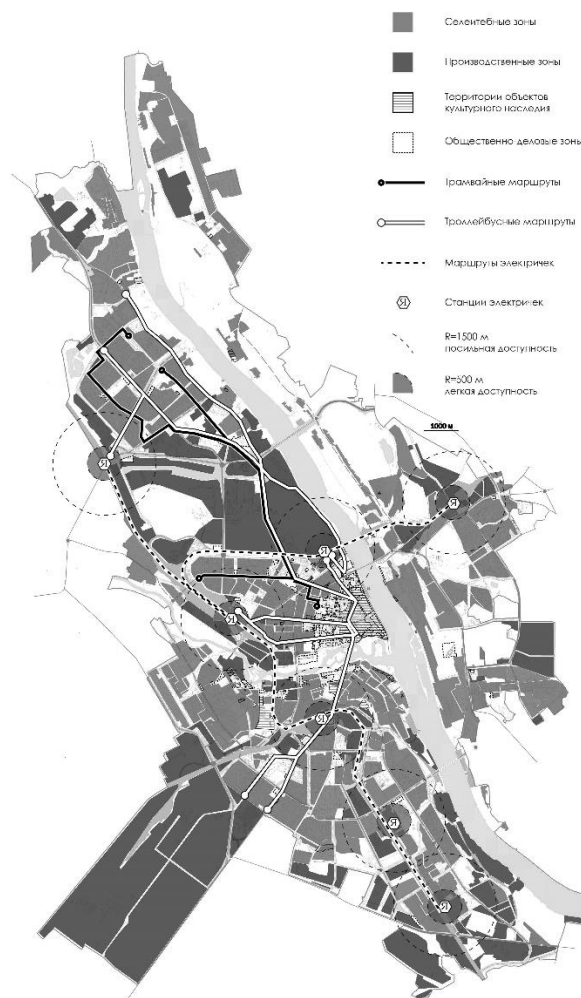 Селитебные зоны
Производственные зоны
Территории объектов
культурного наследия
Общественно-деловые зоны
Трамвайные маршруты
Троллейбусные маршруты
Маршруты электричек
Я
Станции электричек
R=1500 м
посильная доступность
R=500 м
легкая доступность
1000 м
Я
Я
Я
Я
Я
Я
Я